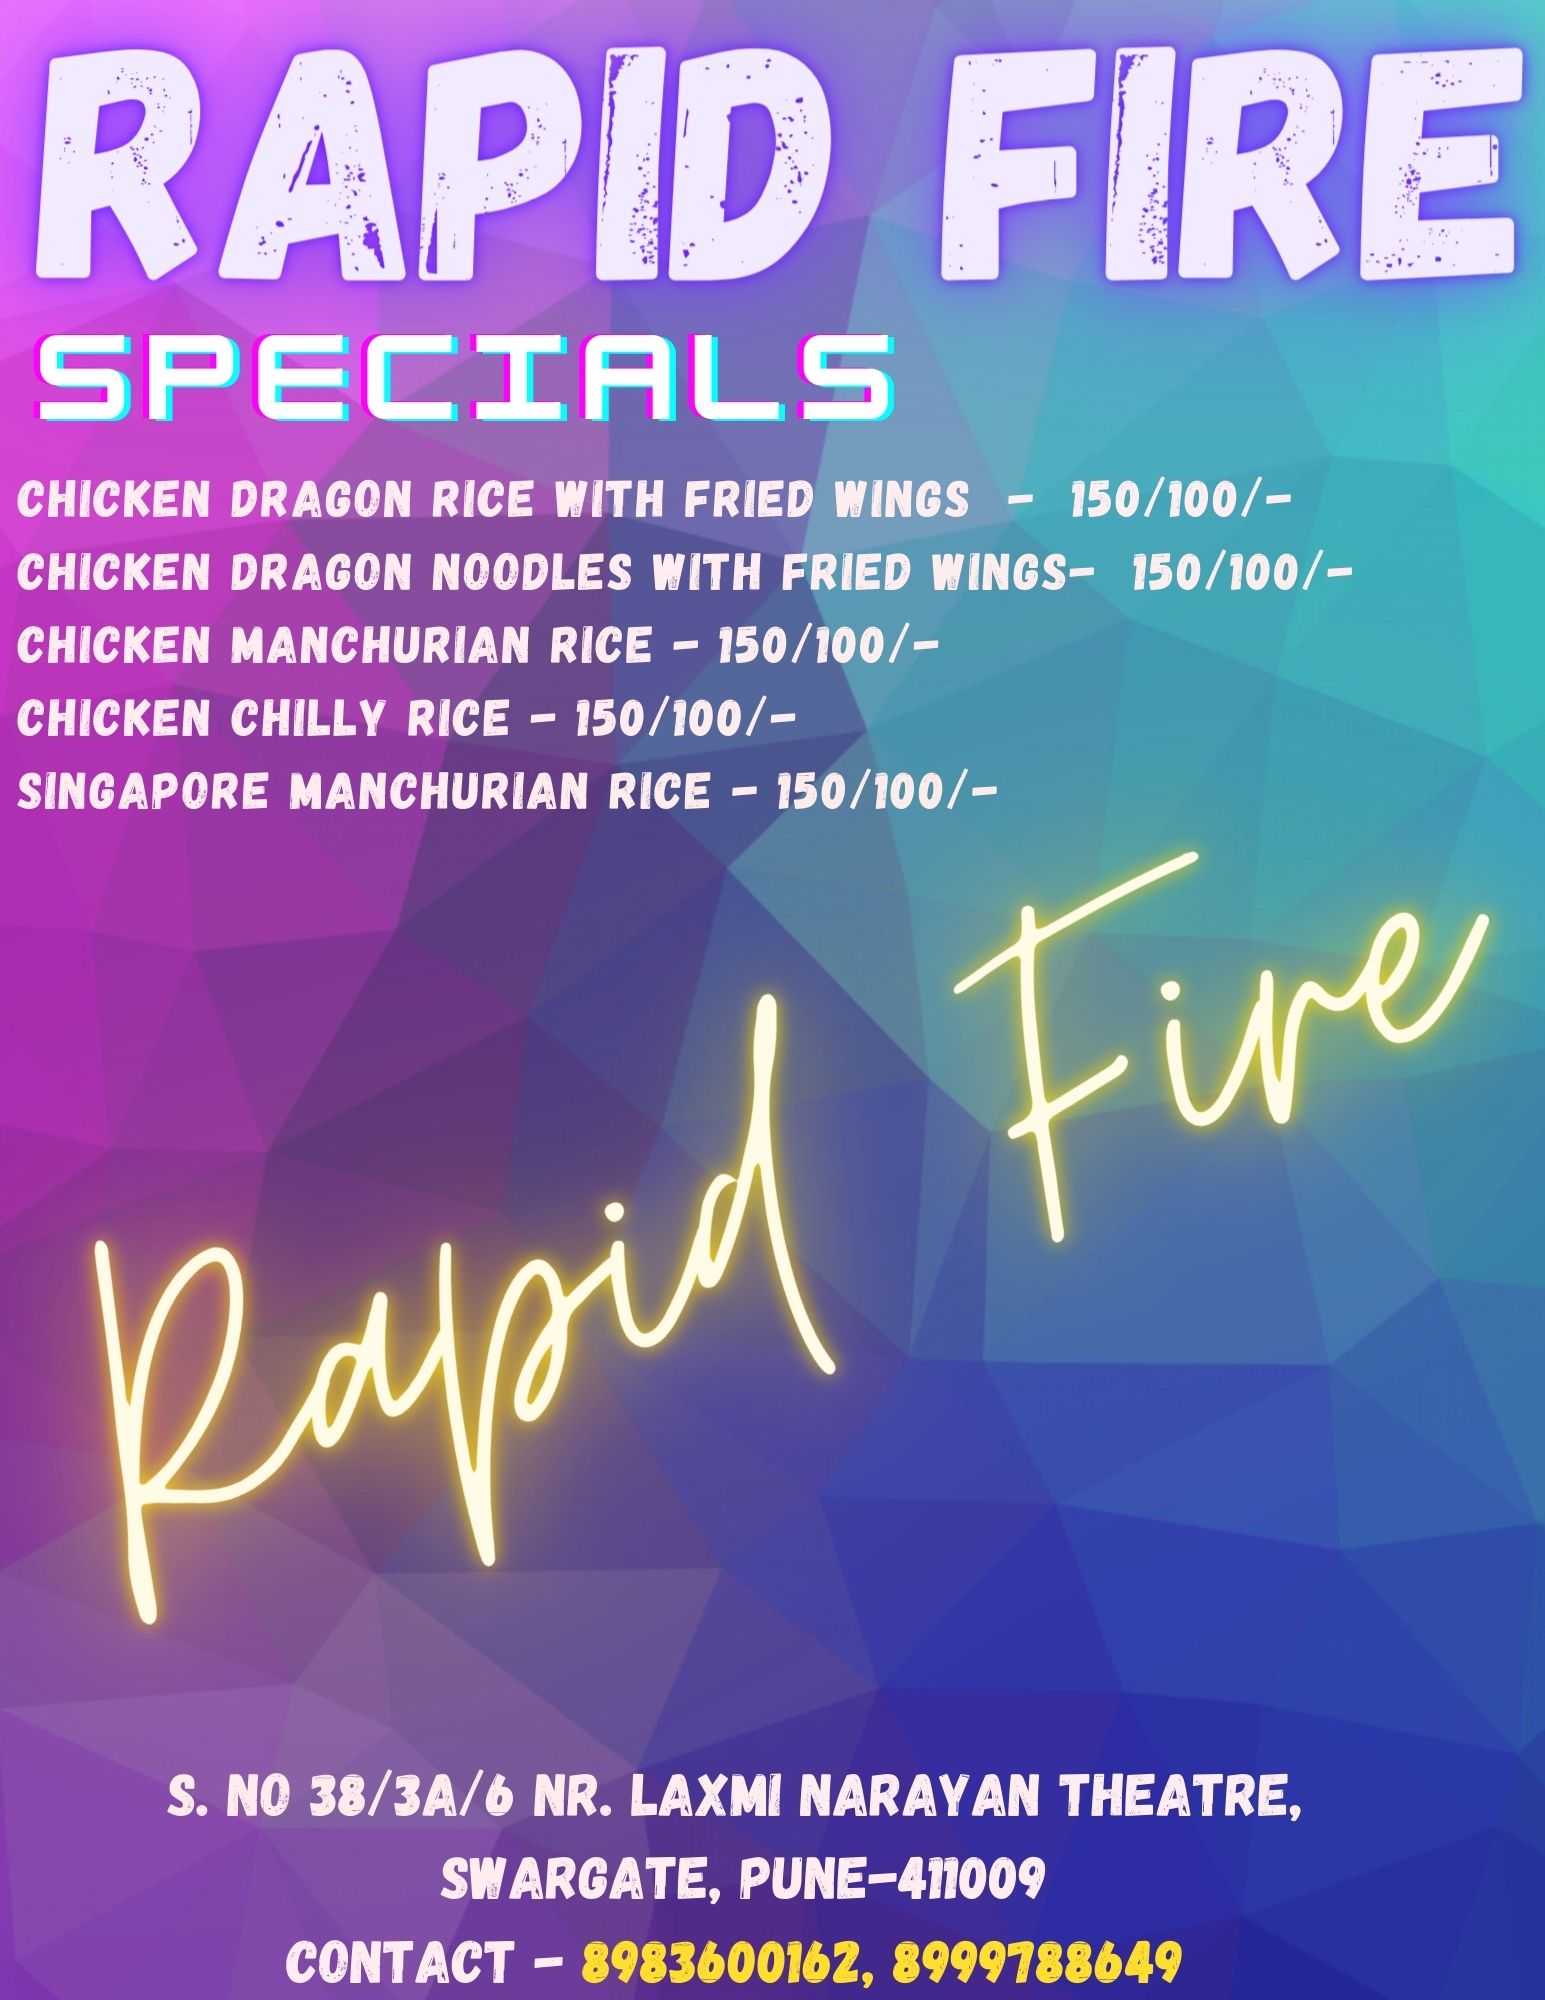 RAPID FIRE
SPECIALS
CHICKEN DRAGON RICE WITH FRIED WINGS - 150/100/-
CHICKEN DRAGON NOODLES WITH FRIED WINGS- 150/100/-
CHICKEN MANCHURIAN RICE - 150/100/-
CHICKEN CHILLY RICE - 150/100/-
SINGAPORE MANCHURIAN RICE - 150/100/-
Rapid Fire
S. NO 38/3A/6 NR. LAXMI NARAYAN THEATRE,
SWARGATE, PUNE-411009
CONTACT - 8983600162, 8999788649